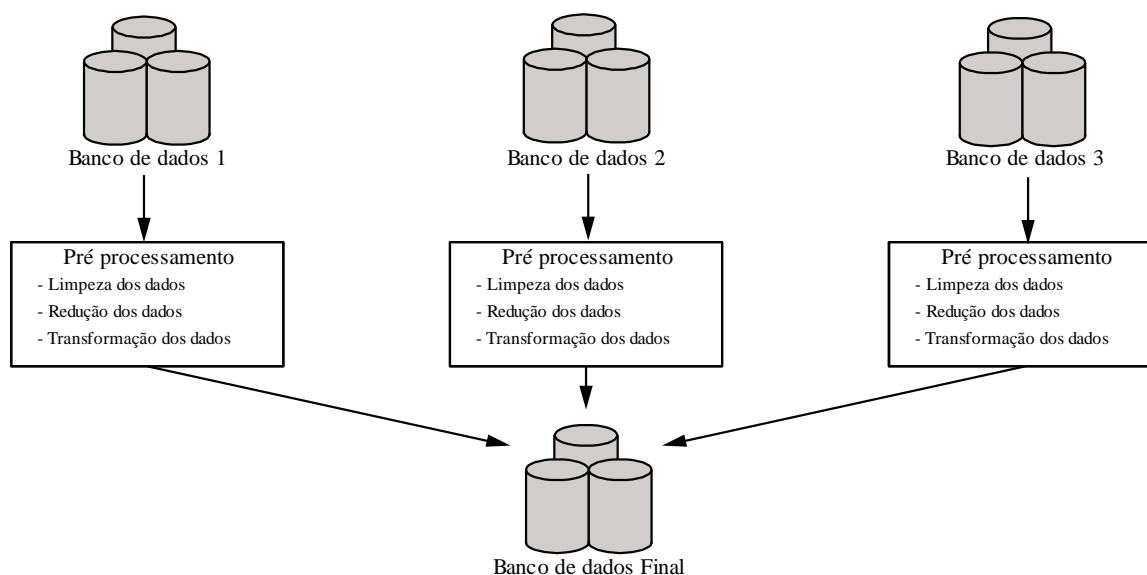 Banco de dados 1
Banco de dados 2
Banco de dados 3
Pré processamento
- Limpeza dos dados
- Redução dos dados
- Transformação dos dados
Pré processamento
- Limpeza dos dados
- Redução dos dados
- Transformação dos dados
Pré processamento
- Limpeza dos dados
- Redução dos dados
- Transformação dos dados
Banco de dados Final